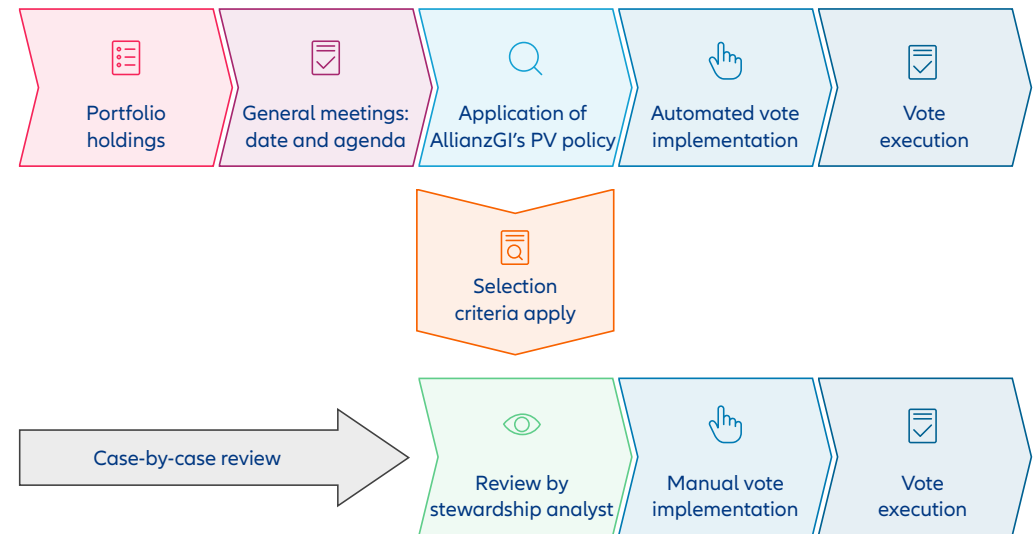 Portfolio
holdings
General meetings:
date and agenda
Application of
AllianzGI's PV policy
Automated vote
implementation
Vote
execution
Selection
criteria apply
Case-by-case review
Review by
stewardship analyst
Manual vote
implementation
Vote
execution